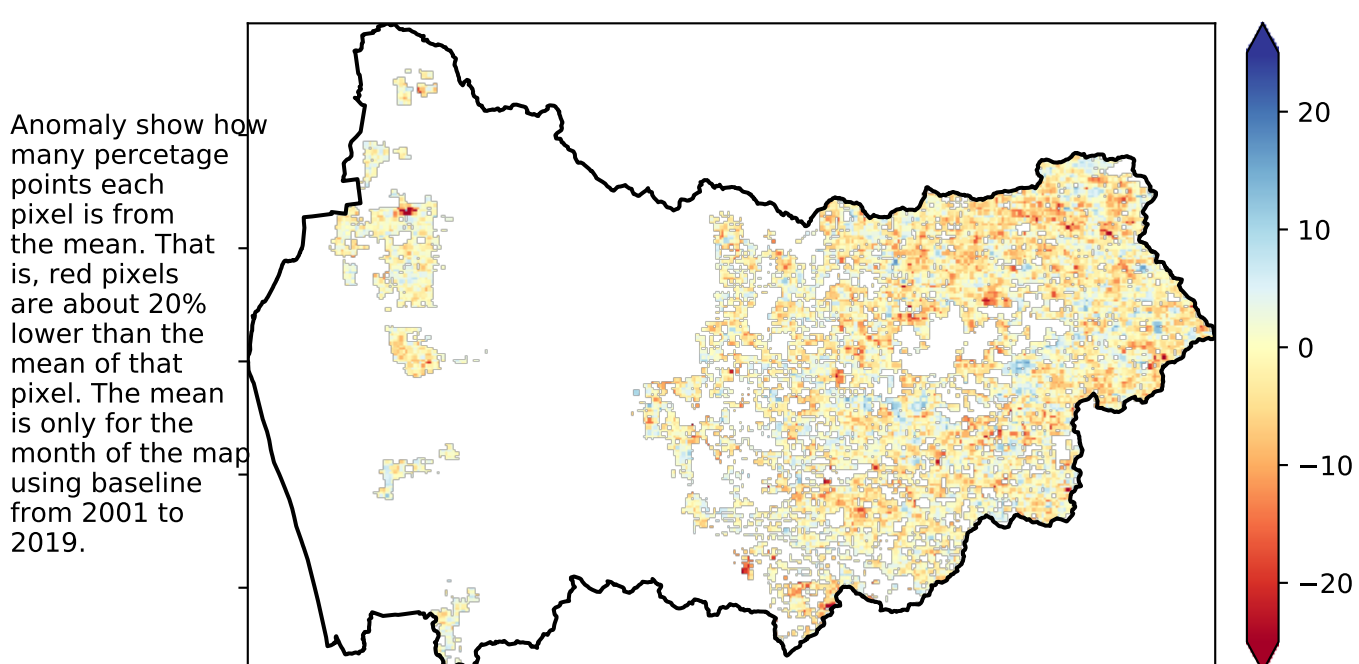 Anomaly show how
many percetage
points each
pixel is from
the mean. That
is, red pixels
are about 20%
lower than the
mean of that
pixel. The mean
is only for the
month of the map
using baseline
from 2001 to
2019.
20
10
0
−10
−20